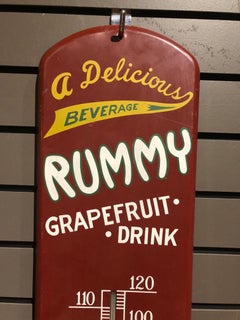 A Delicious
BEVERAGE
RUMMY
GRAPEFRUIT•
• DRINK
120
110
100